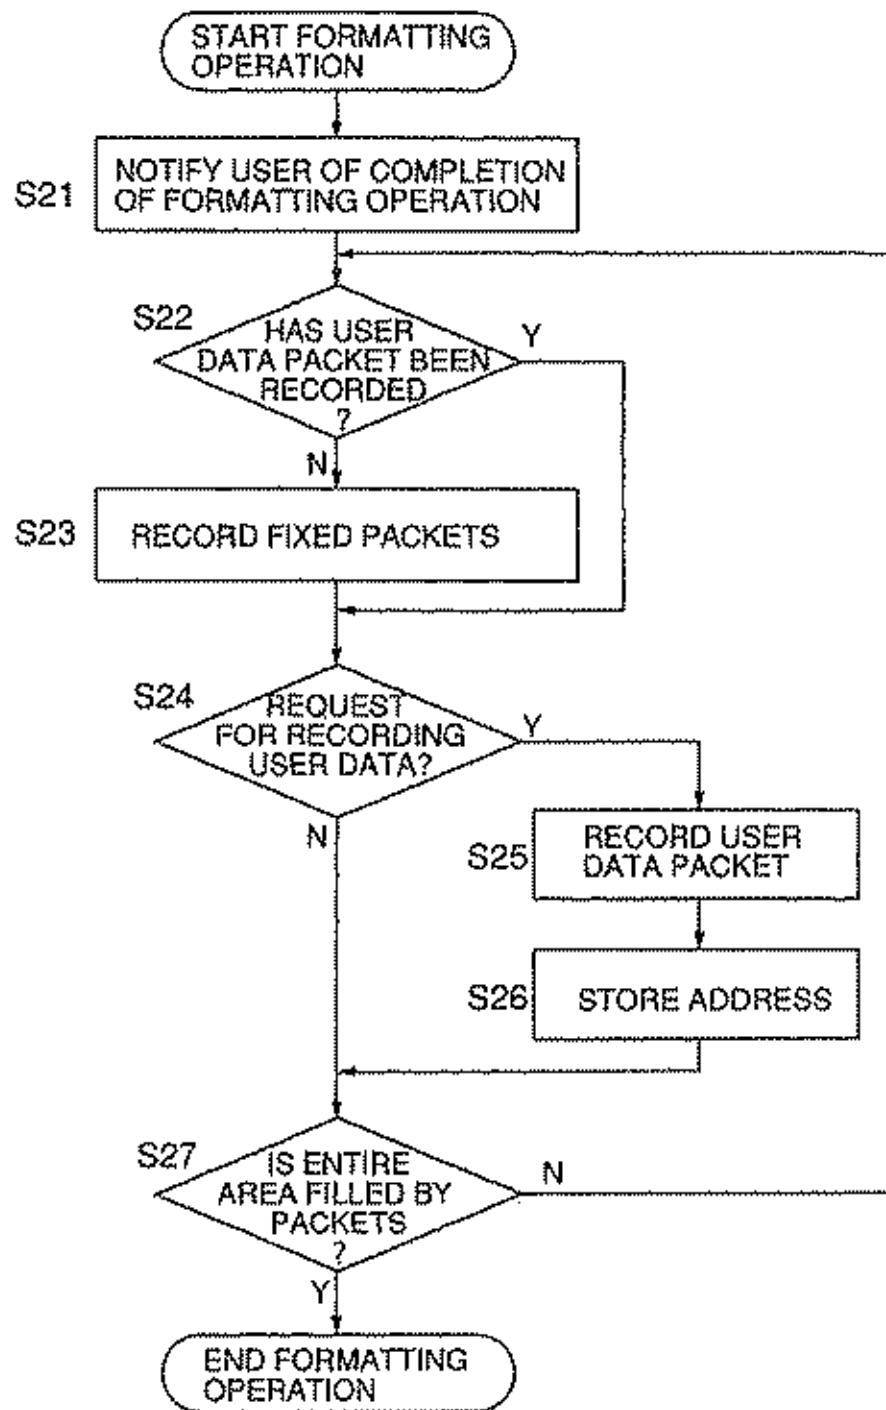 START FORMATTING
OPERATION
S21
NOTIFY USER OF COMPLETION
OF FORMATTING OPERATION
S22
HAS USER
DATA PACKET BEEN
RECORDED
?
Y
N
S23
RECORD FIXED PACKETS
S24
REQUEST
FOR RECORDING
USER DATA?
Y
N
S25
RECORD USER
DATA PACKET
S26
STORE ADDRESS
S27
IS ENTIRE
AREA FILLED BY
PACKETS
?
N
Y
END FORMATTING
OPERATION